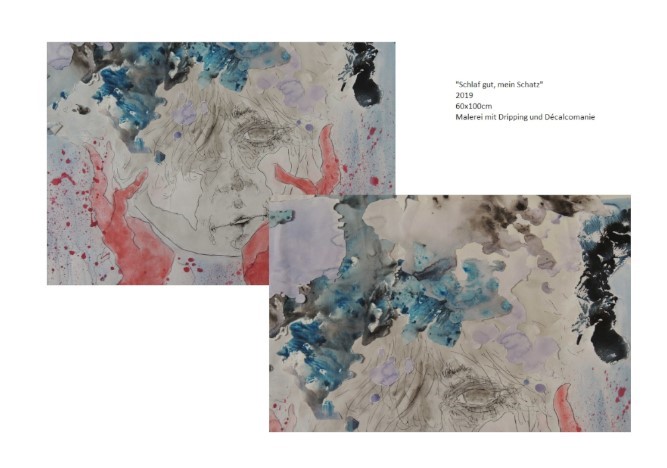 "Schlaf gut, mein Schatz"
2019
60x100cm
Malerei mit Dripping und Décalcomanie